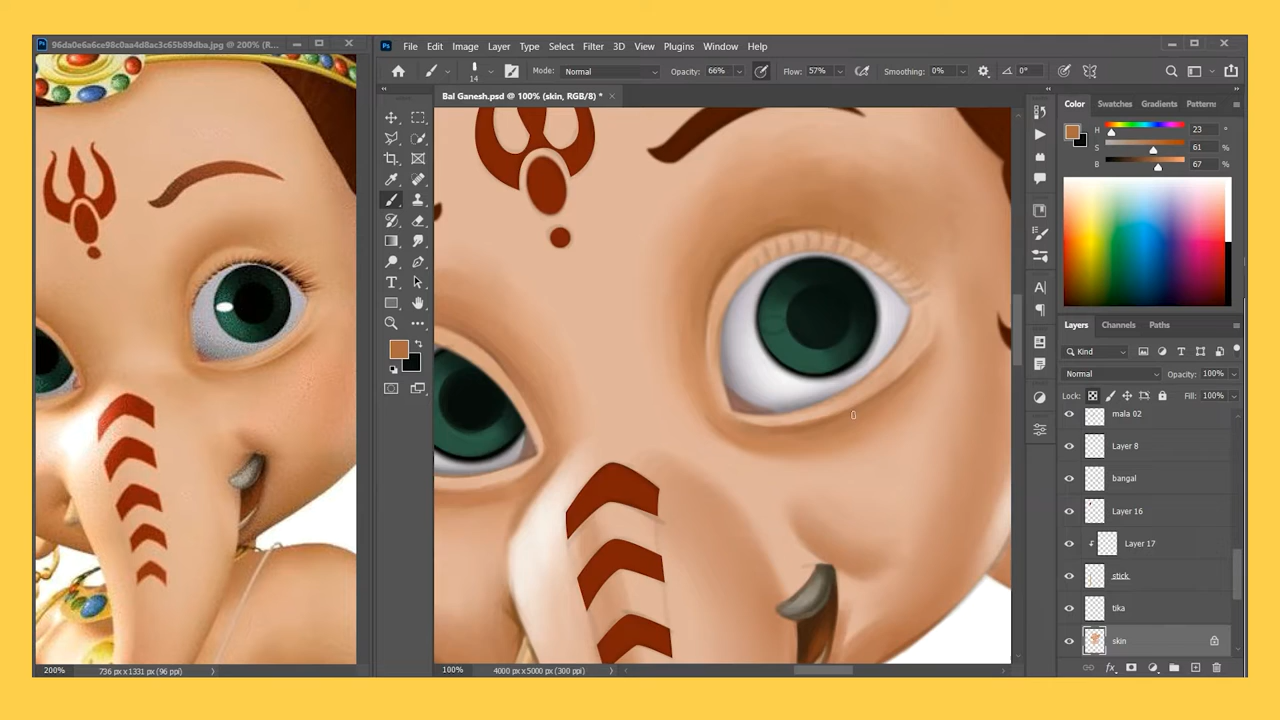 96da0e6a6ce98c0aa4d8ac3c65b89dba.jpg @ 200% (R...
Ps File Edit Image Layer Type Select Filter 3D View Plugins Window Help
14 Mode: Normal Opacity: 66% Flow: 57% Smoothing: 0% 0°
Bal Ganesh.psd @ 100% (skin, RGB/8) *
Color Swatches Gradients Patterns
H 23 °
S 61 %
B 67 %
Layers Channels Paths
Kind
Normal Opacity: 100%
Lock: Fill: 100%
mala 02
Layer 8
bangal
Layer 16
Layer 17
stick
tika
skin
200% 736 px x 1331 px (96 ppi)
100% 4000 px x 5000 px (300 ppi)